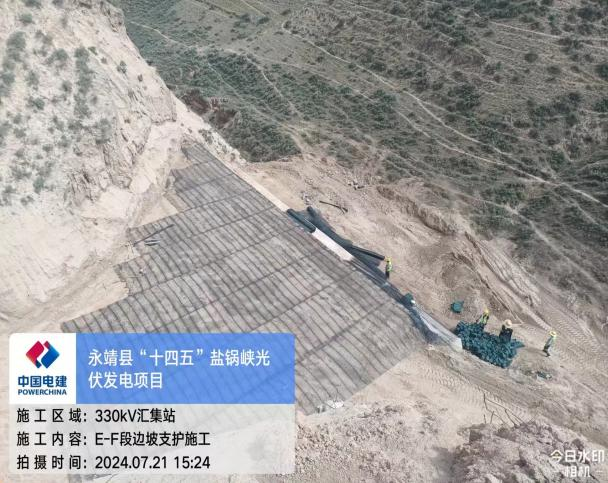 永靖县“十四五”盐锅峡光
伏发电项目
中国电建
POWERCHINA
施工区域：330kV汇集站
施工内容：E-F段边坡支护施工
拍摄时间：2024.07.21 15:24
今日水印
相机